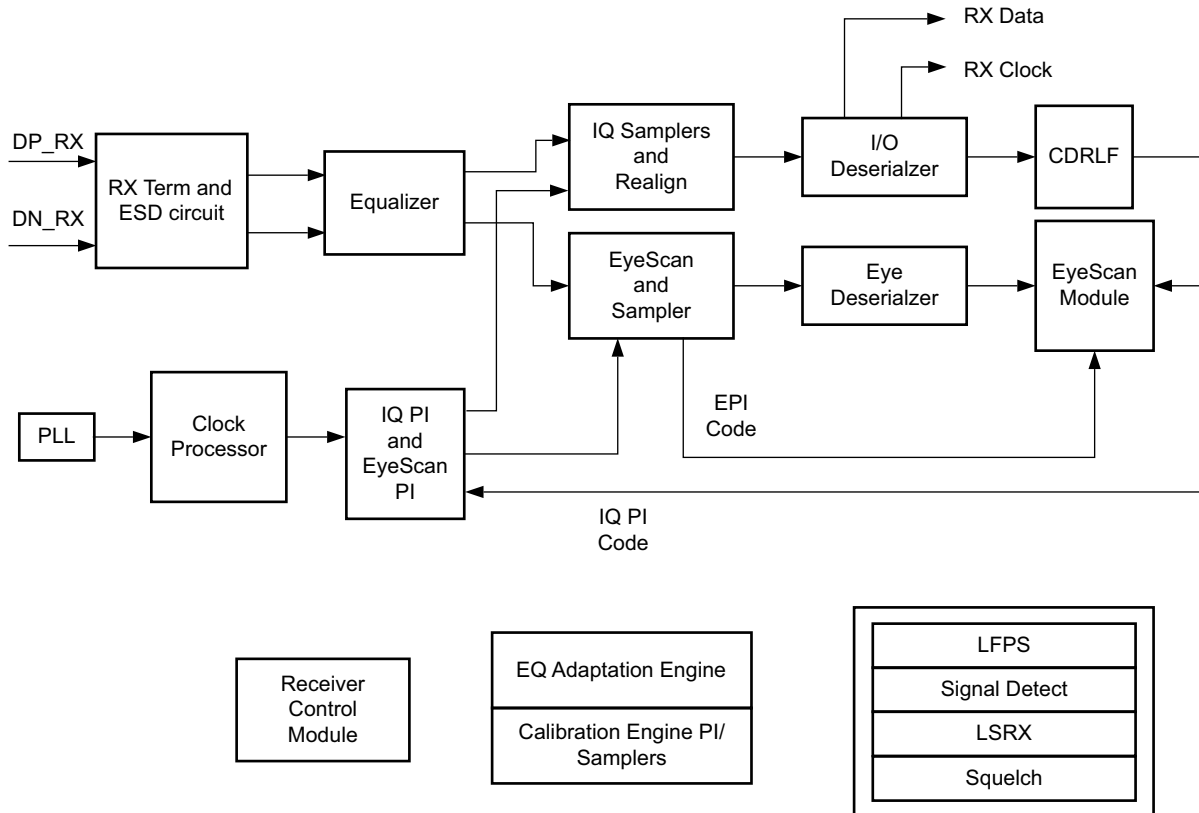 RX Data
RX Clock
DP_RX
DN_RX
RX Term and
ESD circuit
Equalizer
IQ Samplers
and
Realign
I/O
Deserialzer
CDRLF
EyeScan
and
Sampler
Eye
Deserialzer
EyeScan
Module
PLL
Clock
Processor
IQ PI
and
EyeScan
PI
EPI
Code
IQ PI
Code
Receiver
Control
Module
EQ Adaptation Engine
Calibration Engine PI/
Samplers
LFPS
Signal Detect
LSRX
Squelch